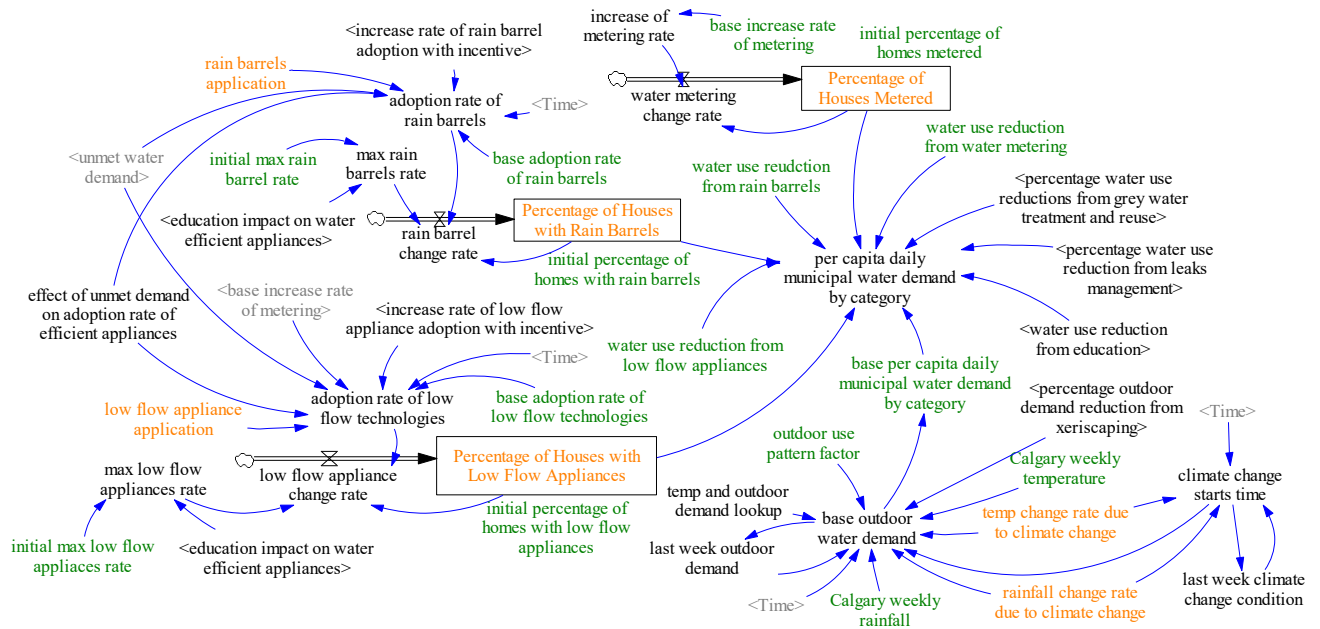 increase of
metering rate
base increase rate
of metering
initial percentage of
homes metered
<increase rate of rain barrel
adoption with incentive>
rain barrels
application
adoption rate of
rain barrels
<Time>
water metering
change rate
Percentage of
Houses Metered
<unmet water
demand>
initial max rain
barrel rate
max rain
barrels rate
base adoption rate
of rain barrels
water use reudction
from rain barrels
water use reduction
from water metering
<percentage water use
reductions from grey water
treatment and reuse>
<education impact on water
efficient appliances>
rain barrel
change rate
Percentage of Houses
with Rain Barrels
initial percentage of
homes with rain barrels
per capita daily
municipal water demand
by category
<percentage water use
reduction from leaks
management>
effect of unmet demand
on adoption rate of
efficient appliances
<base increase rate
of metering>
<increase rate of low flow
appliance adoption with incentive>
<Time>
water use reduction from
low flow appliances
<water use reduction
from education>
base per capita daily
municipal water demand
by category
<percentage outdoor
demand reduction from
xeriscaping>
<Time>
low flow appliance
application
adoption rate of low
flow technologies
base adoption rate of
low flow technologies
outdoor use
pattern factor
Calgary weekly
temperature
climate change
starts time
max low flow
appliances rate
low flow appliance
change rate
Percentage of Houses with
Low Flow Appliances
initial percentage of
homes with low flow
appliances
temp and outdoor
demand lookup
base outdoor
water demand
temp change rate due
to climate change
initial max low flow
appliaces rate
<education impact on water
efficient appliances>
last week outdoor
demand
<Time>
Calgary weekly
rainfall
rainfall change rate
due to climate change
last week climate
change condition